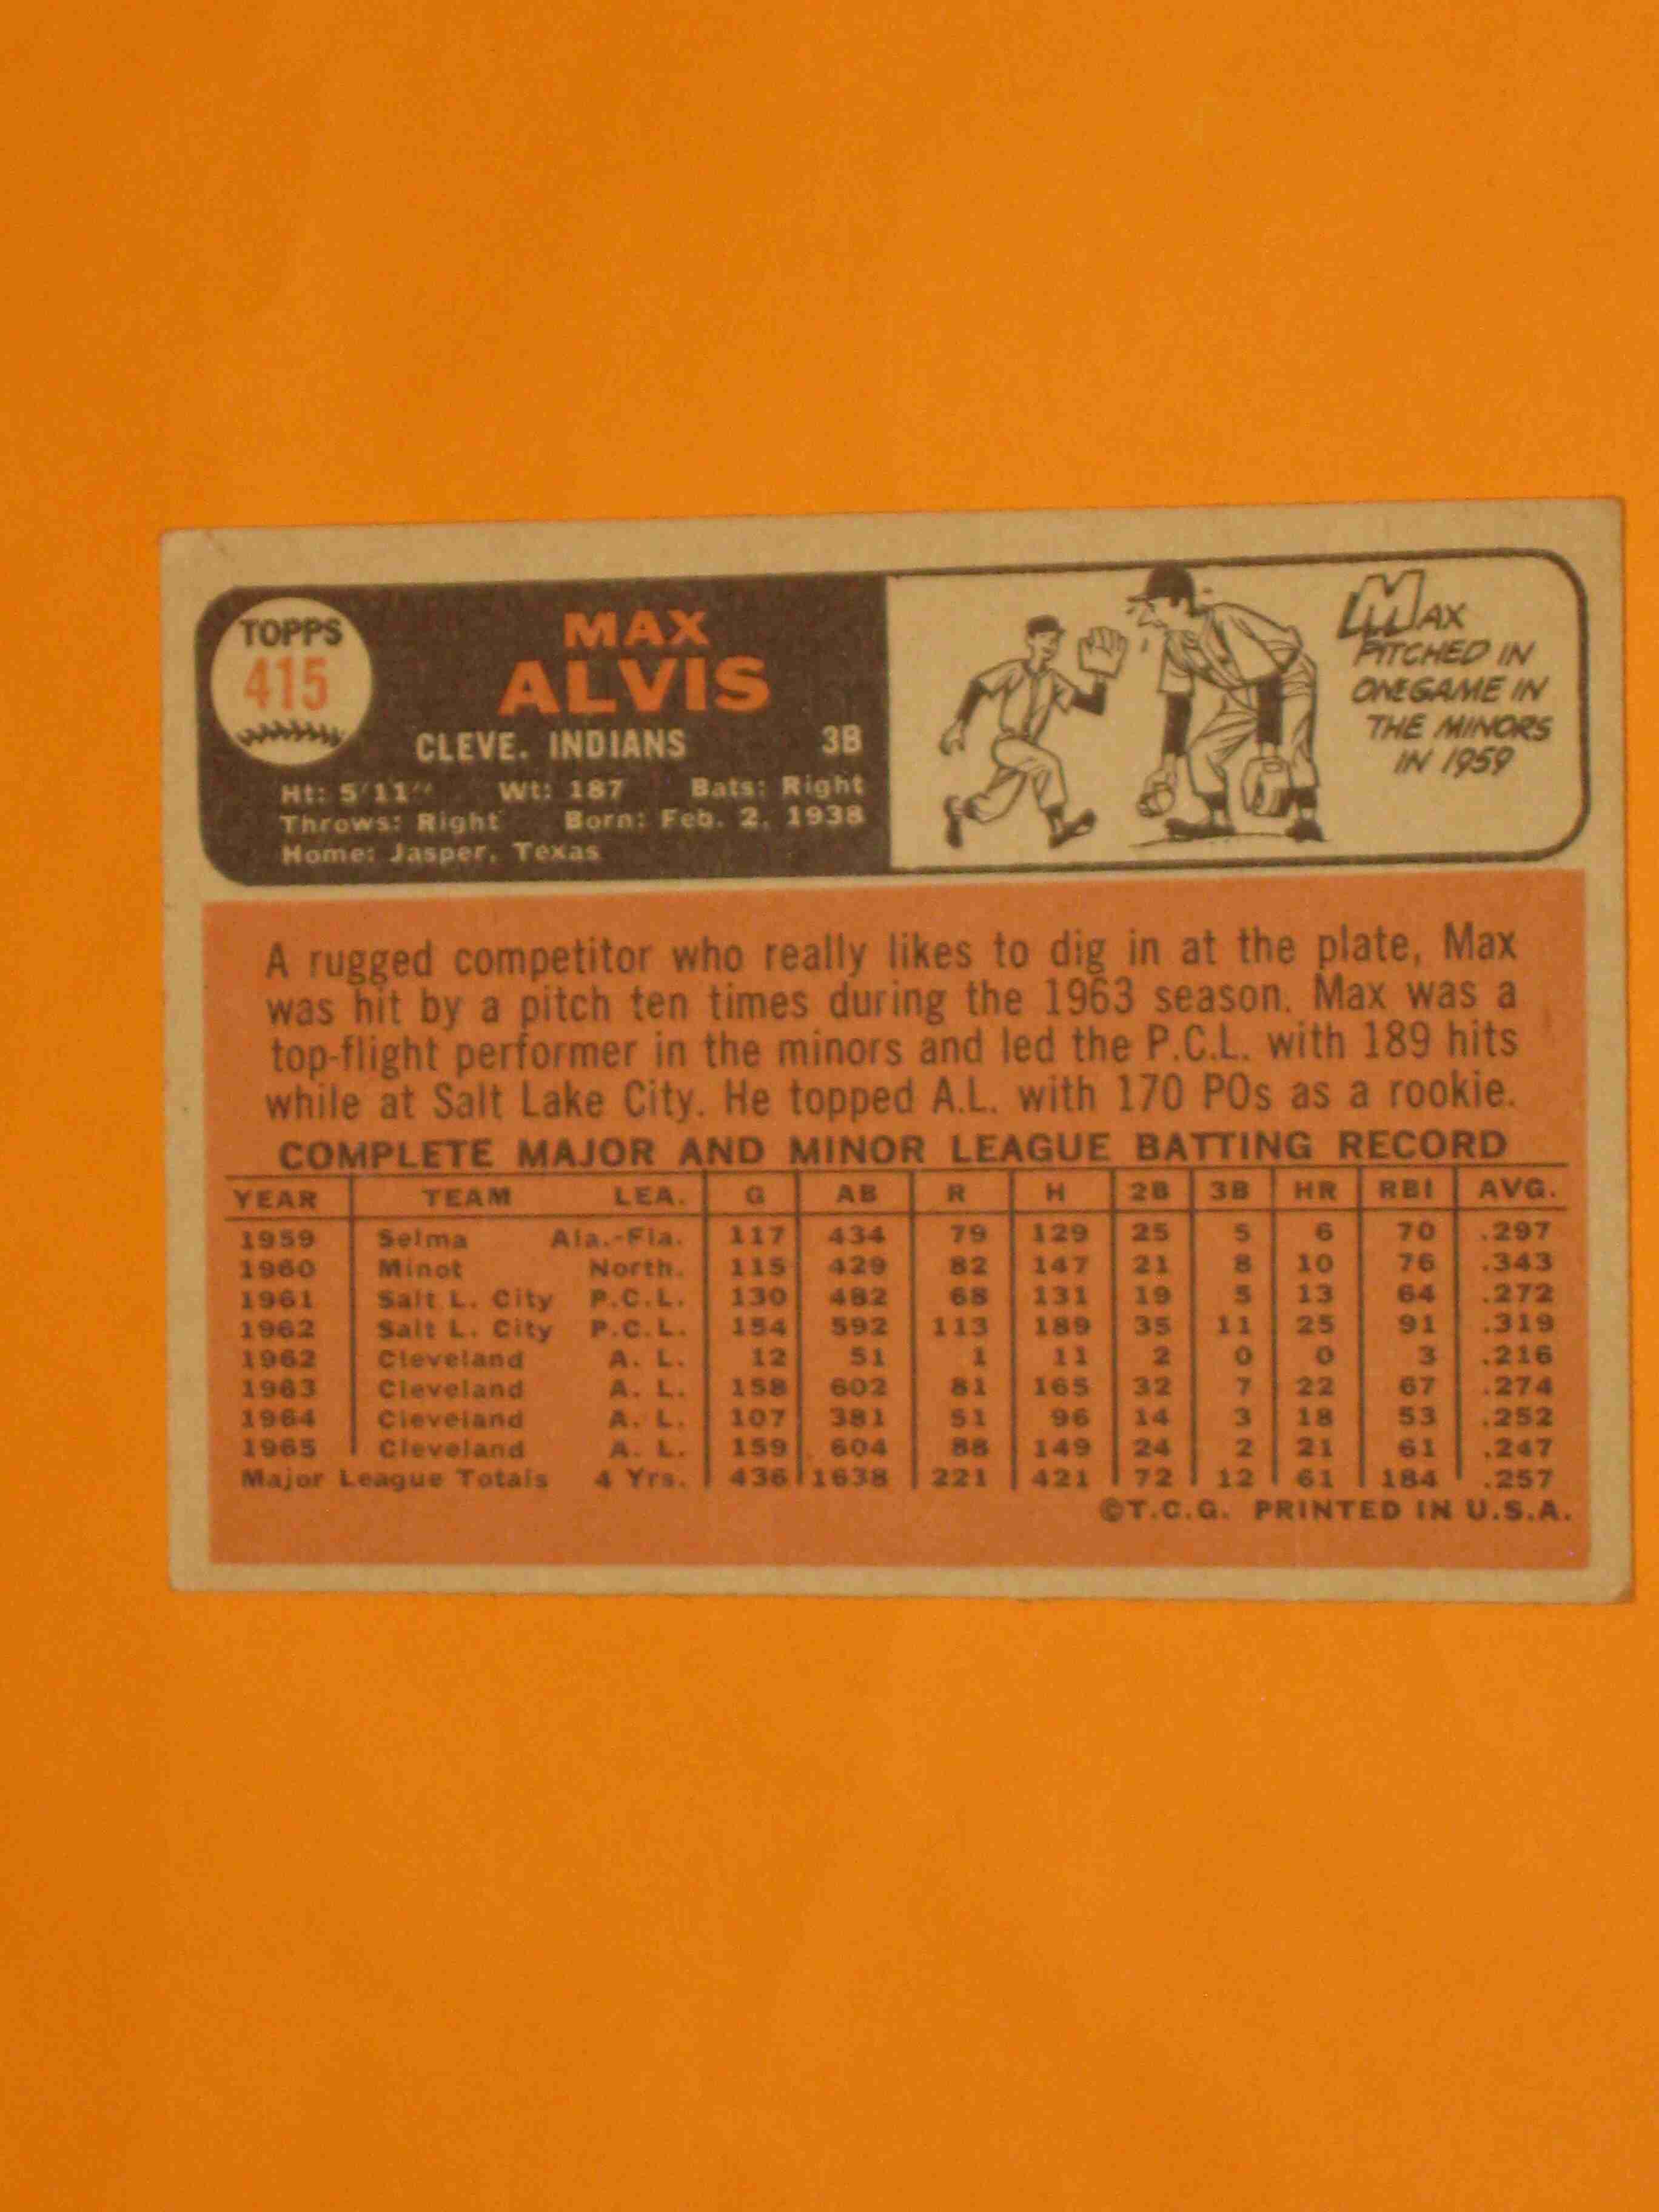 TOPPS
415
MAX
ALVIS
CLEVE. INDIANS 3B
Ht: 5'11" Wt: 187 Bats: Right
Throws: Right Born: Feb. 2, 1938
Home: Jasper, Texas
MAX
PITCHED IN
ONE GAME IN
THE MINORS
IN 1959
A rugged competitor who really likes to dig in at the plate, Max
was hit by a pitch ten times during the 1963 season. Max was a
top-flight performer in the minors and led the P.C.L. with 189 hits
while at Salt Lake City. He topped A.L. with 170 POs as a rookie.
COMPLETE MAJOR AND MINOR LEAGUE BATTING RECORD
YEAR TEAM LEA. G AB R H 2B 3B HR RBI AVG.
1959 Selma Ala.-Fla. 117 434 79 129 25 5 6 70 .297
1960 Minot North. 115 429 82 147 21 8 10 76 .343
1961 Salt L. City P.C.L. 130 482 68 131 19 5 13 64 .272
1962 Salt L. City P.C.L. 154 592 113 189 35 11 25 91 .319
1962 Cleveland A. L. 12 51 1 11 2 0 0 3 .216
1963 Cleveland A. L. 158 602 81 165 32 7 22 67 .274
1964 Cleveland A. L. 107 381 51 96 14 3 18 53 .252
1965 Cleveland A. L. 159 604 88 149 24 2 21 61 .247
Major League Totals 4 Yrs. 436 1638 221 421 72 12 61 184 .257
©T.C.G. PRINTED IN U.S.A.